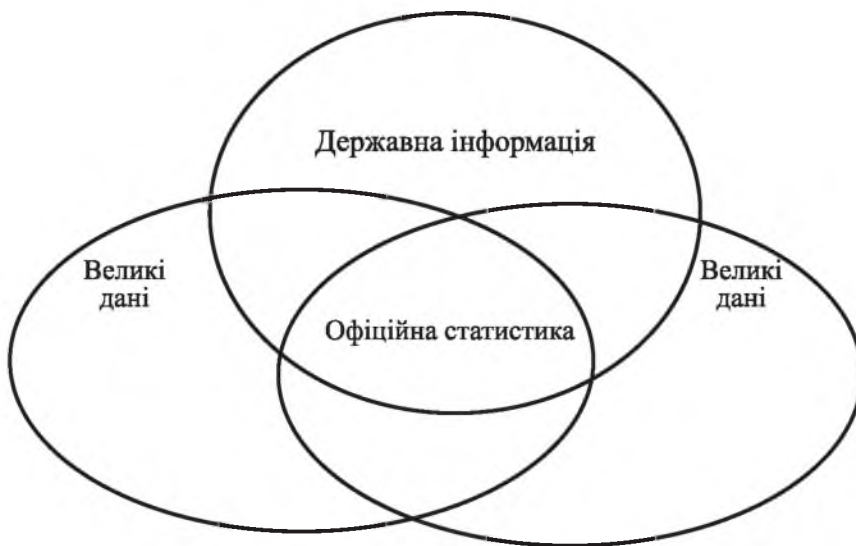 Державна інформація
Великі
дані
Великі
дані
Офіційна статистика